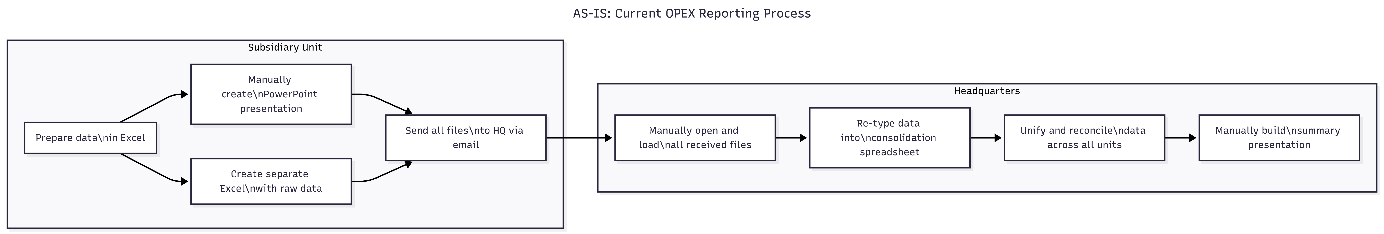 AS-IS: Current OPEX Reporting Process
Subsidiary Unit
Prepare data\nin Excel
Manually
create\nPowerPoint
presentation
Create separate
Excel\nwith raw data
Send all files\nto HQ via
email
Headquarters
Manually open and
load\nall received files
Re-type data
into\nconsolidation
spreadsheet
Unify and reconcile\ndata
across all units
Manually build\nsummary
presentation